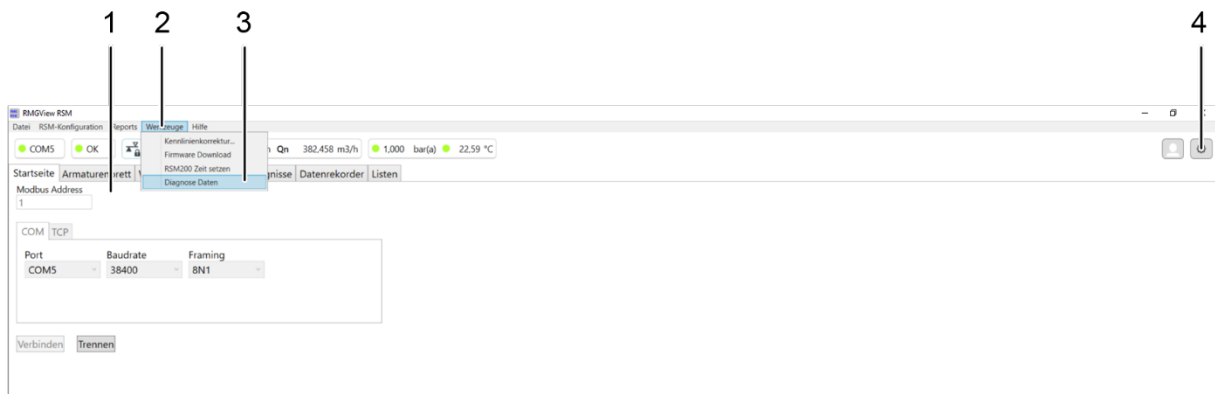 1 2 3 4
RMGView RSM
Datei RSM-Konfiguration Reports Werkzeuge Hilfe
COM5 OK Qn 382,458 m3/h 1,000 bar(a) 22,59 °C
Kennlinienkorrektur...
Firmware Download
RSM200 Zeit setzen
Diagnose Daten
Startseite Datenrekorder Listen
Modbus Address
1
COM TCP
Port Baudrate Framing
COM5 38400 8N1
Verbinden Trennen